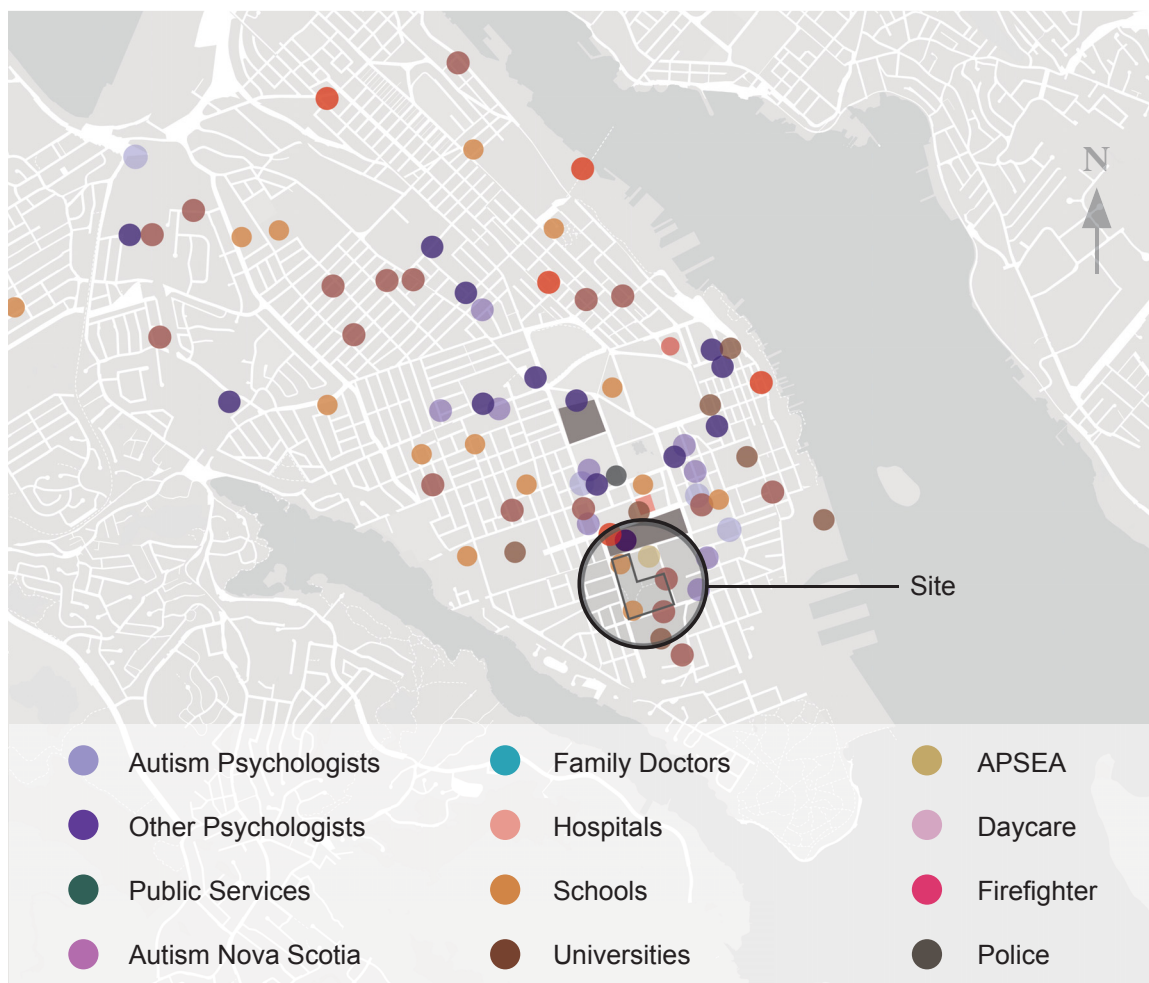 N
Site
Autism Psychologists
Family Doctors
APSEA
Other Psychologists
Hospitals
Daycare
Public Services
Schools
Firefighter
Autism Nova Scotia
Universities
Police